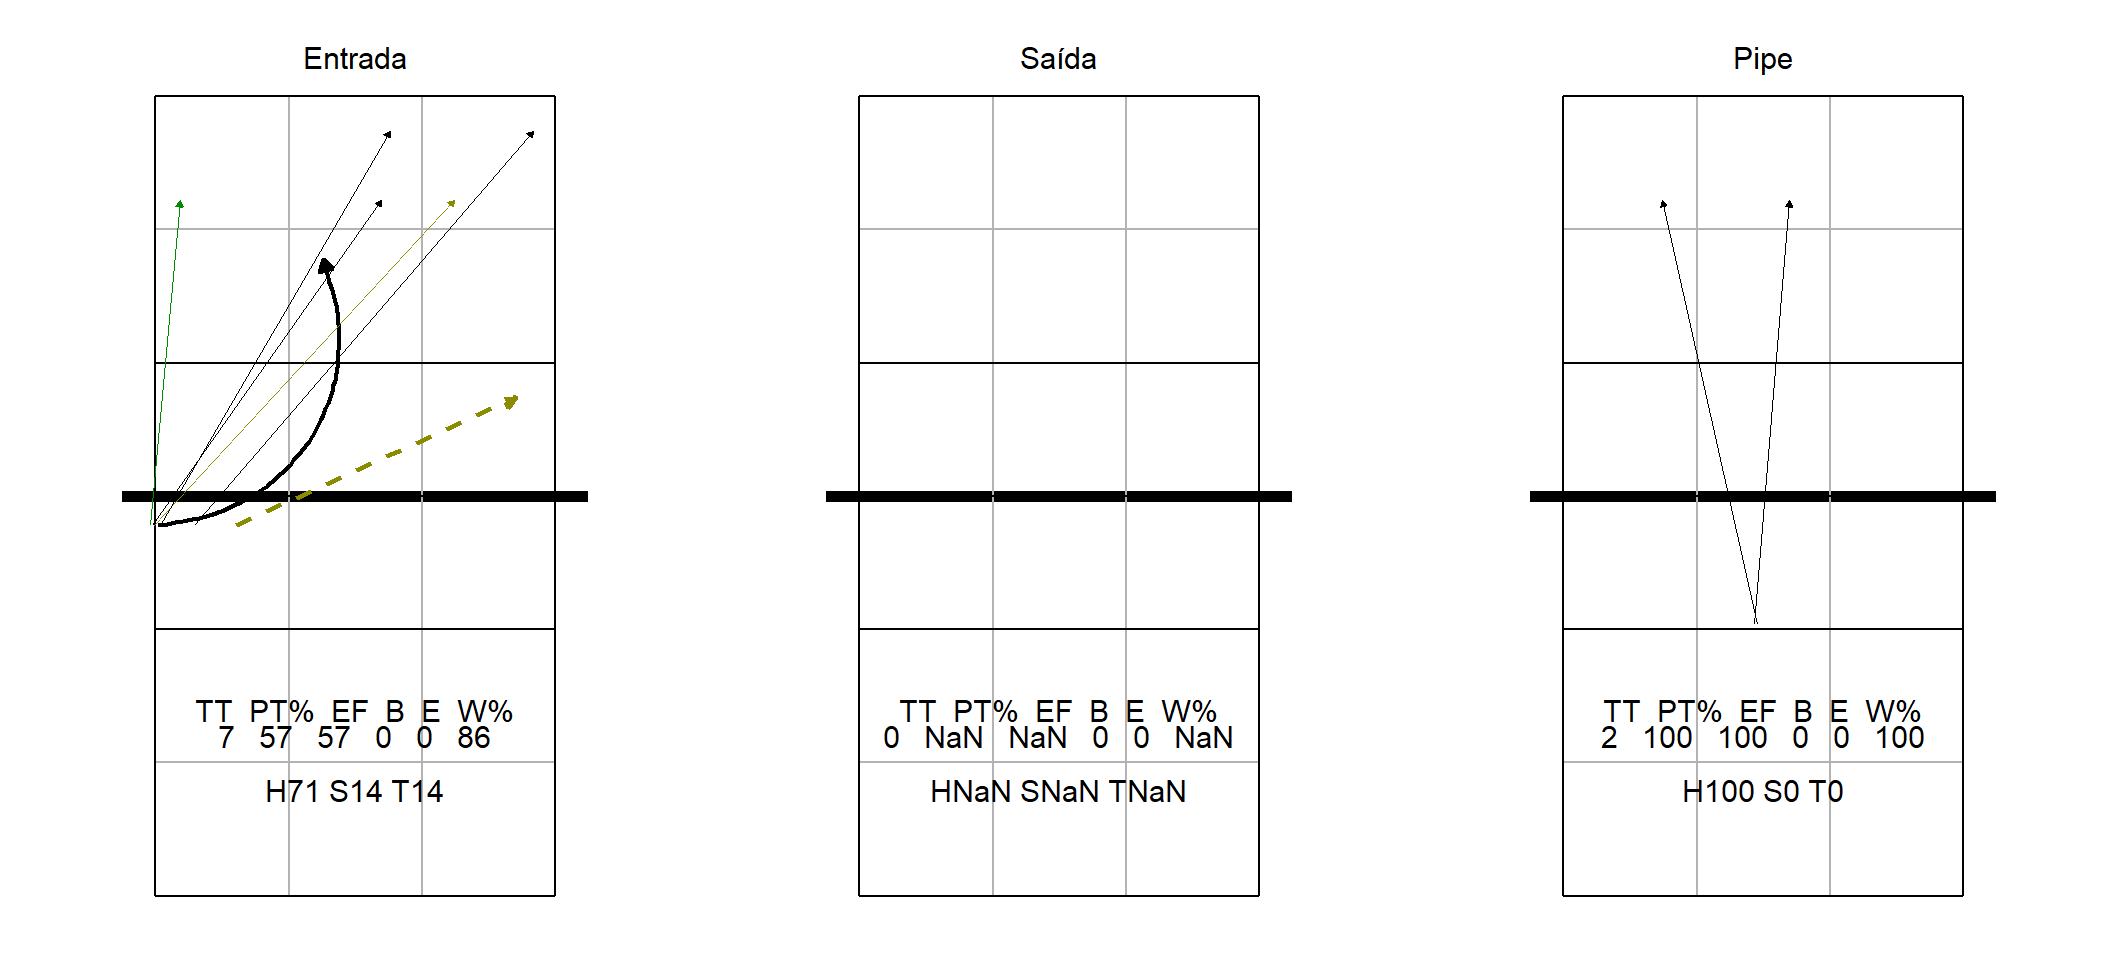 Entrada
TT PT% EF B E W%
7 57 57 0 0 86
H71 S14 T14
Saída
TT PT% EF B E W%
0 NaN NaN 0 0 NaN
HNaN SNaN TNaN
Pipe
TT PT% EF B E W%
2 100 100 0 0 100
H100 S0 T0